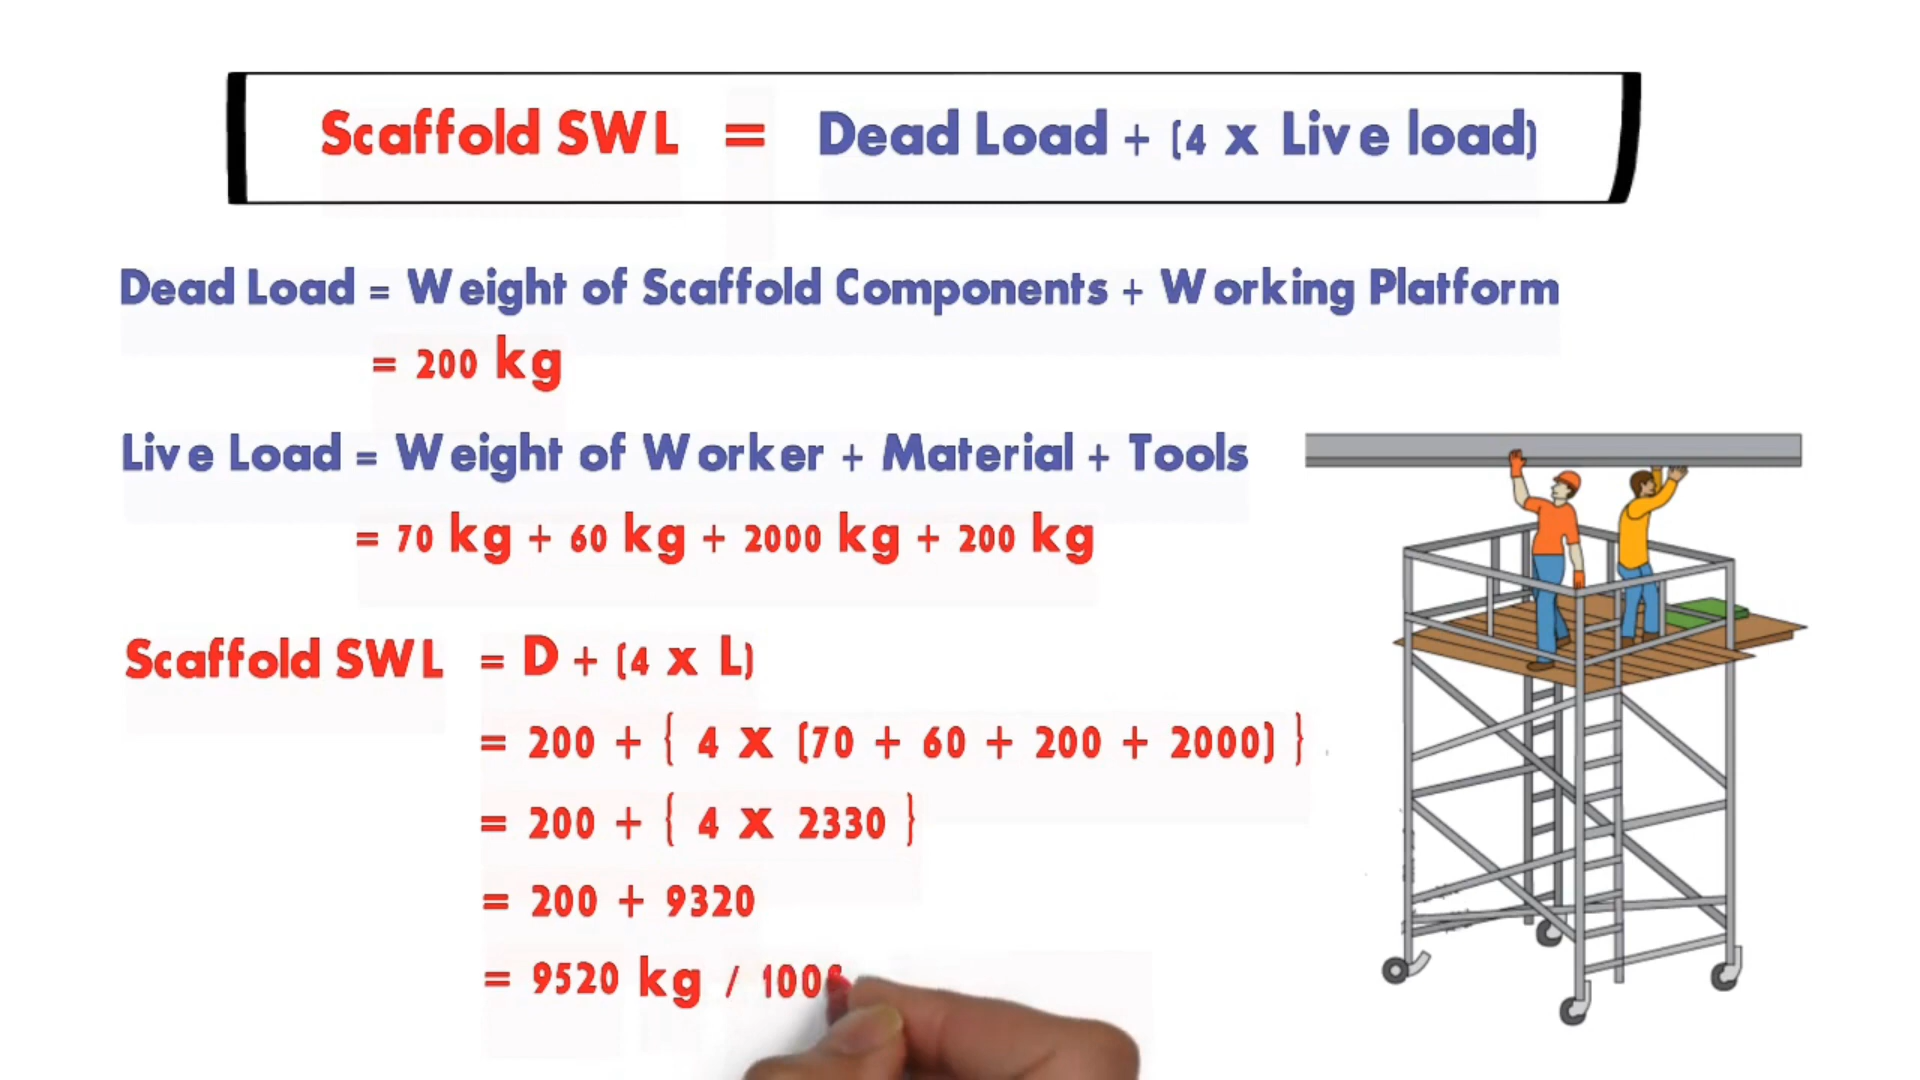 Scaffold SWL = Dead Load + (4 x Live load)
Dead Load = Weight of Scaffold Components + Working Platform
= 200 kg
Live Load = Weight of Worker + Material + Tools
= 70 kg + 60 kg + 2000 kg + 200 kg
Scaffold SWL = D + (4 x L)
= 200 + { 4 x (70 + 60 + 200 + 2000) }
= 200 + { 4 x 2330 }
= 200 + 9320
= 9520 kg / 100